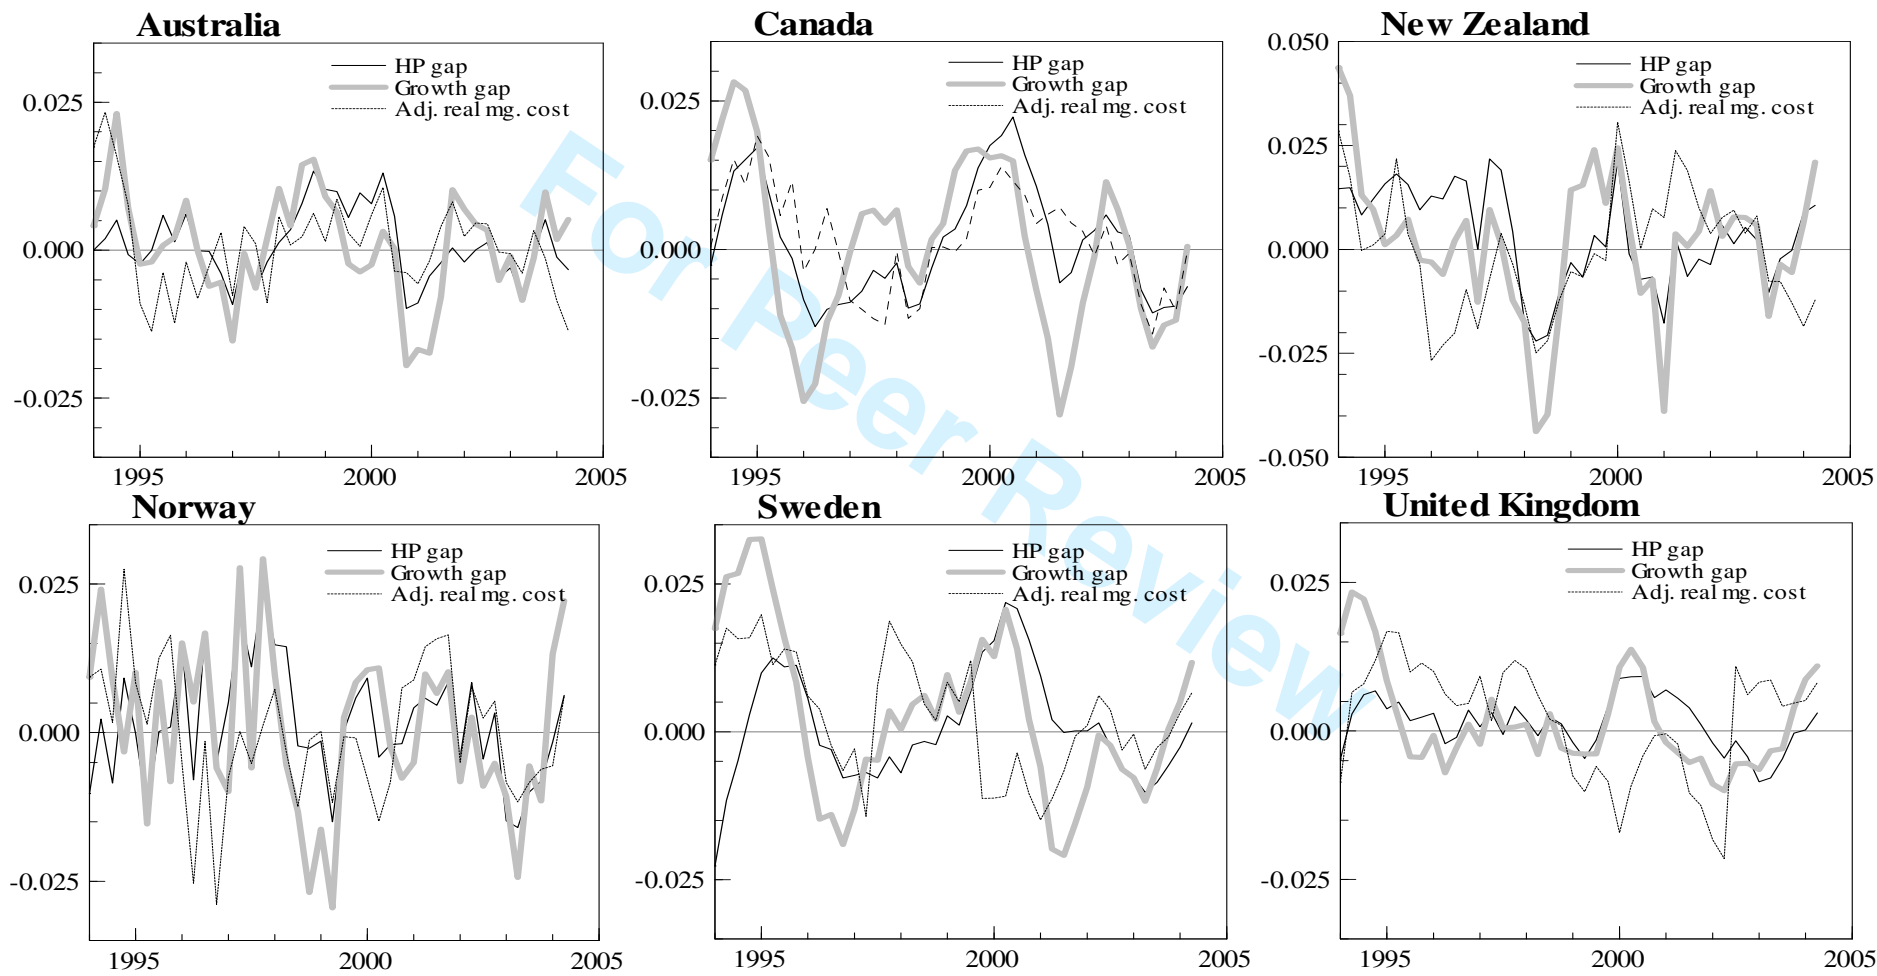 Australia
HP gap
Growth gap
Adj. real mg. cost
0.025
0.000
-0.025
1995 2000 2005
Canada
HP gap
Growth gap
Adj. real mg. cost
0.025
0.000
-0.025
1995 2000 2005
New Zealand
HP gap
Growth gap
Adj. real mg. cost
0.050
0.025
0.000
-0.025
-0.050
1995 2000 2005
Norway
HP gap
Growth gap
Adj. real mg. cost
0.025
0.000
-0.025
1995 2000 2005
Sweden
HP gap
Growth gap
Adj. real mg. cost
0.025
0.000
-0.025
1995 2000 2005
United Kingdom
HP gap
Growth gap
Adj. real mg. cost
0.025
0.000
-0.025
1995 2000 2005
For Peer Review